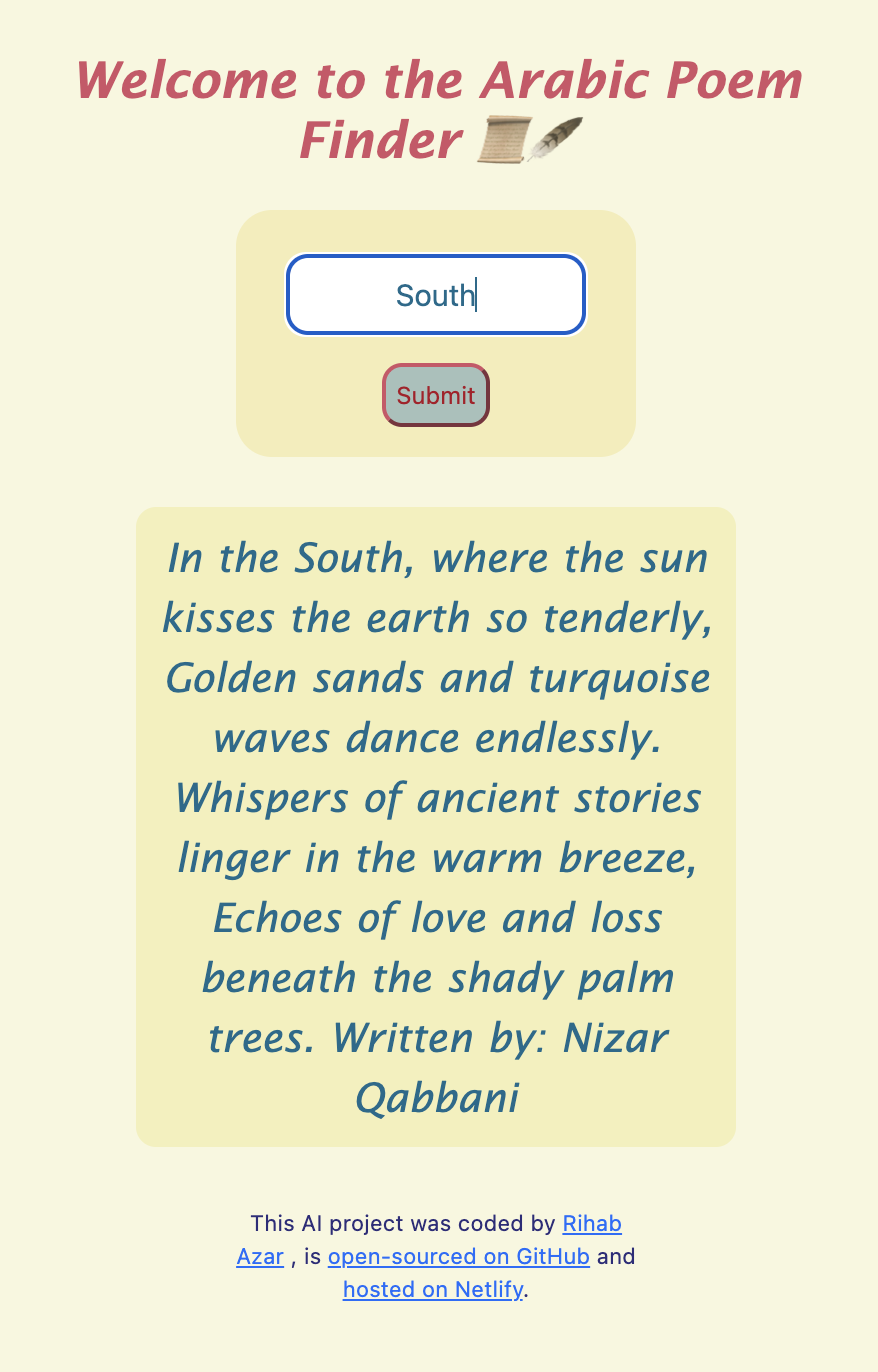 Welcome to the Arabic Poem
Finder 📜🪶
South
Submit
In the South, where the sun
kisses the earth so tenderly,
Golden sands and turquoise
waves dance endlessly.
Whispers of ancient stories
linger in the warm breeze,
Echoes of love and loss
beneath the shady palm
trees. Written by: Nizar
Qabbani
This AI project was coded by Rihab
Azar , is open-sourced on GitHub and
hosted on Netlify.